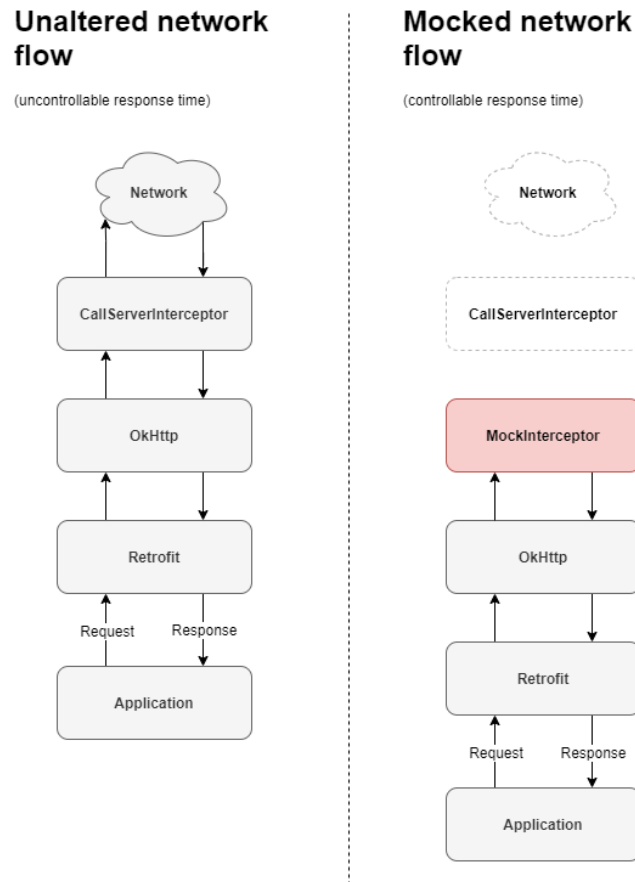 Unaltered network
flow
(uncontrollable response time)
Network
CallServerInterceptor
OkHttp
Retrofit
Request
Response
Application
Mocked network
flow
(controllable response time)
Network
CallServerInterceptor
MockInterceptor
OkHttp
Retrofit
Request
Response
Application